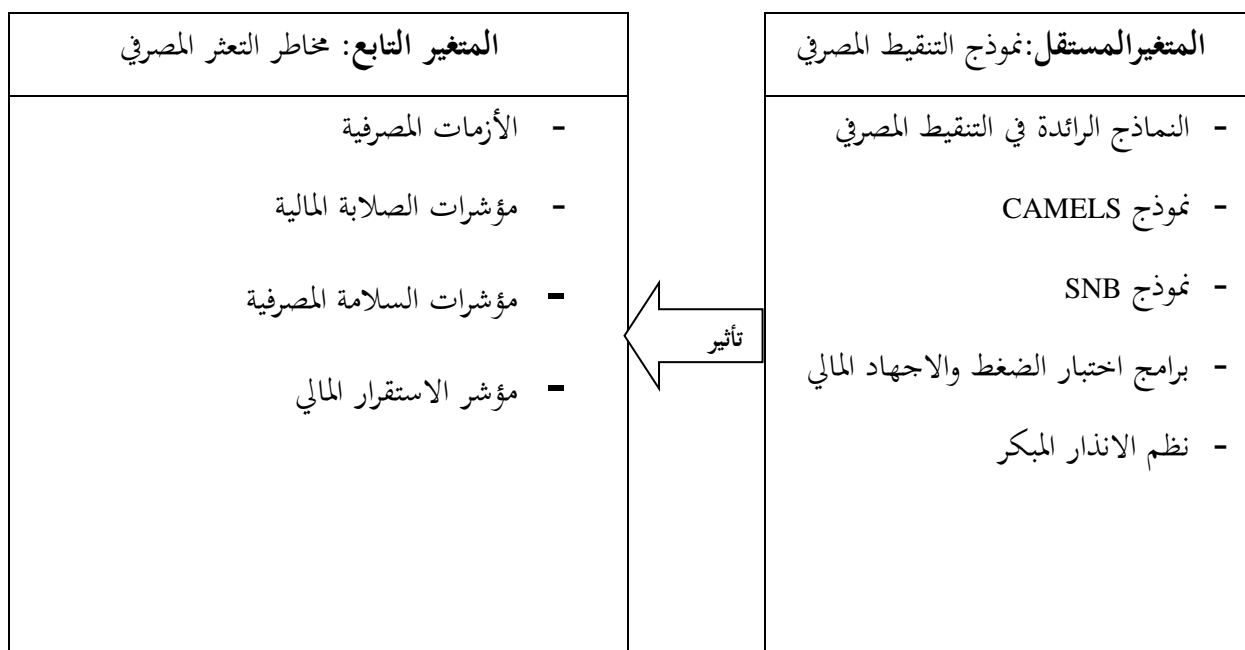 المتغيرالمستقل:نموذج التنقيط المصرفي
- النماذج الرائدة في التنقيط المصرفي
- نموذج CAMELS
- نموذج SNB
- برامج اختبار الضغط والاجهاد المالي
- نظم الانذار المبكر
تأثير
المتغير التابع: مخاطر التعثر المصرفي
- الأزمات المصرفية
- مؤشرات الصلابة المالية
- مؤشرات السلامة المصرفية
- مؤشر الاستقرار المالي